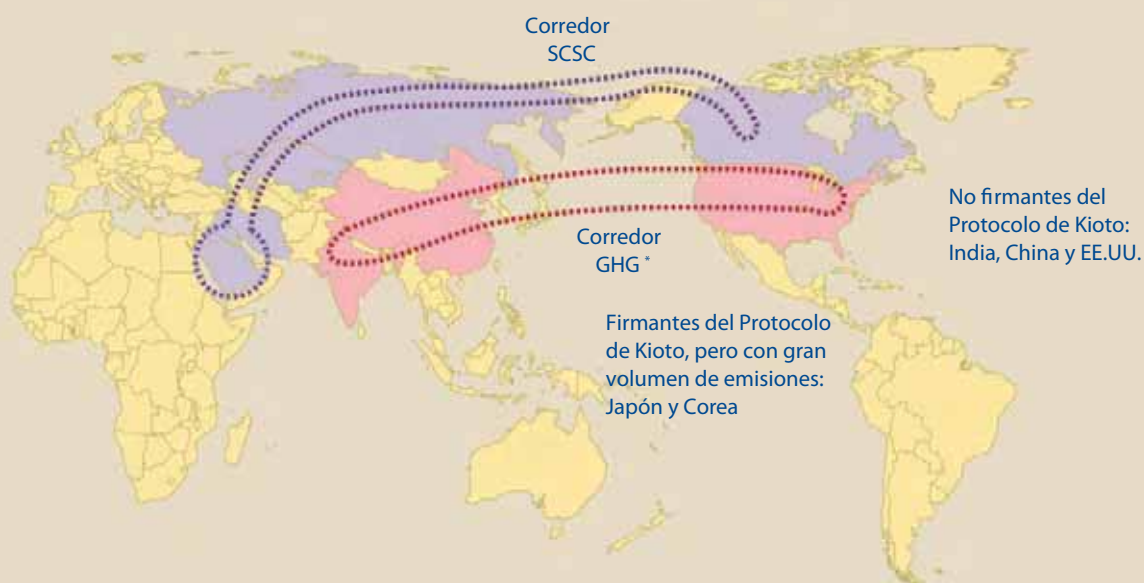 Corredor
SCSC
Corredor
GHG *
No firmantes del
Protocolo de Kioto:
India, China y EE.UU.
Firmantes del Protocolo
de Kioto, pero con gran
volumen de emisiones:
Japón y Corea